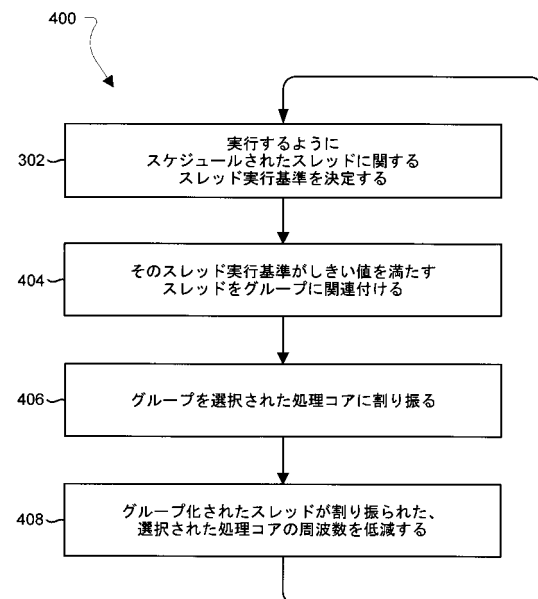 400
302
実行するように
スケジュールされたスレッドに関する
スレッド実行基準を決定する
404
そのスレッド実行基準がしきい値を満たす
スレッドをグループに関連付ける
406
グループを選択された処理コアに割り振る
408
グループ化されたスレッドが割り振られた、
選択された処理コアの周波数を低減する